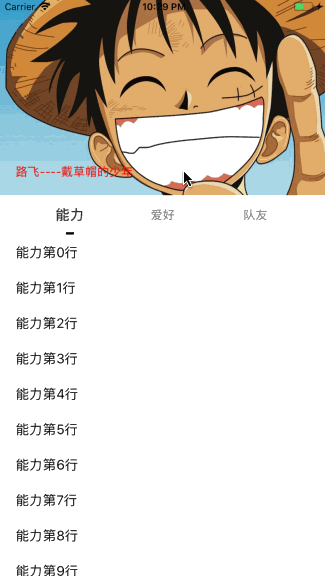 Carrier 10:29 PM
路飞----戴草帽的少年
能力 爱好 队友
能力第0行
能力第1行
能力第2行
能力第3行
能力第4行
能力第5行
能力第6行
能力第7行
能力第8行
能力第9行